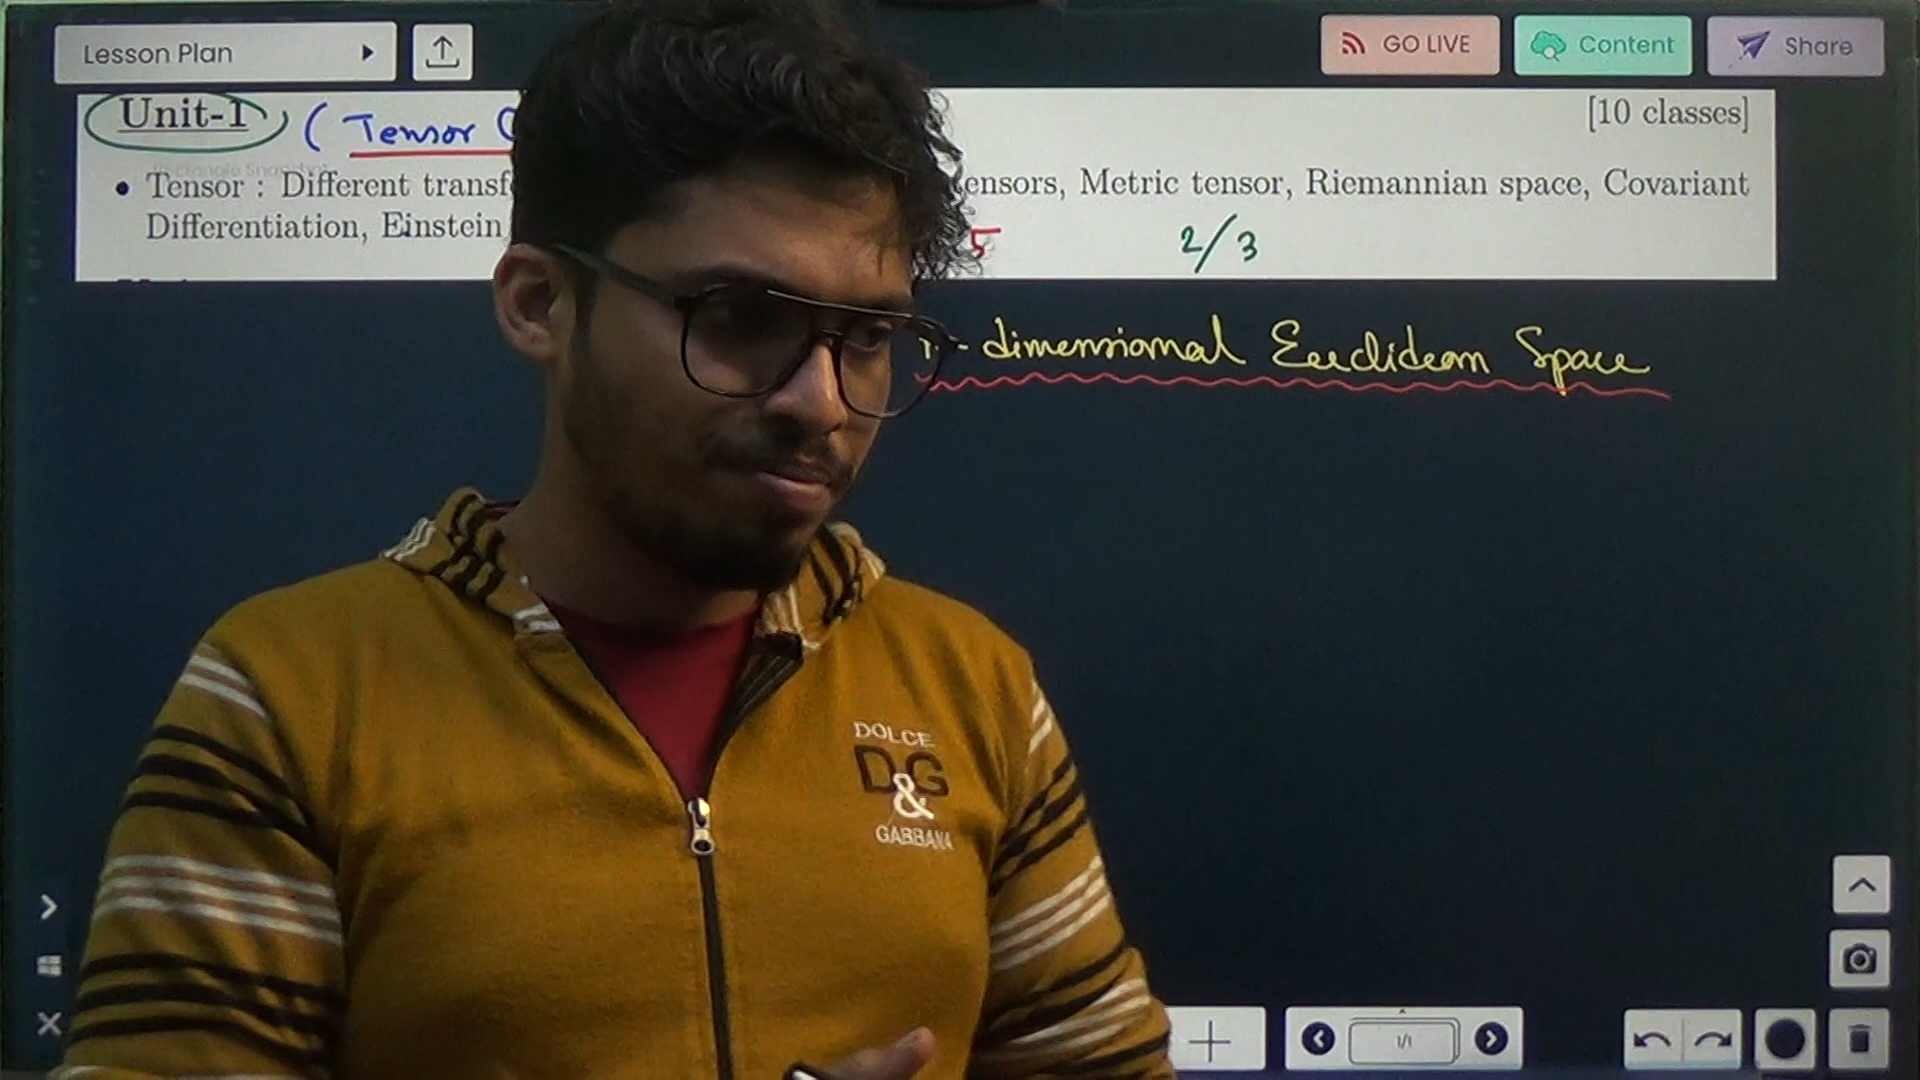 Lesson Plan
GO LIVE
Content
Share
Unit-1
(Tensor
[10 classes]
• Tensor : Different transf
ensors, Metric tensor, Riemannian space, Covariant
Differentiation, Einstein
5
2/3
- dimensional Euclidean Space
DOLCE
D&G
GABBANA
1/1